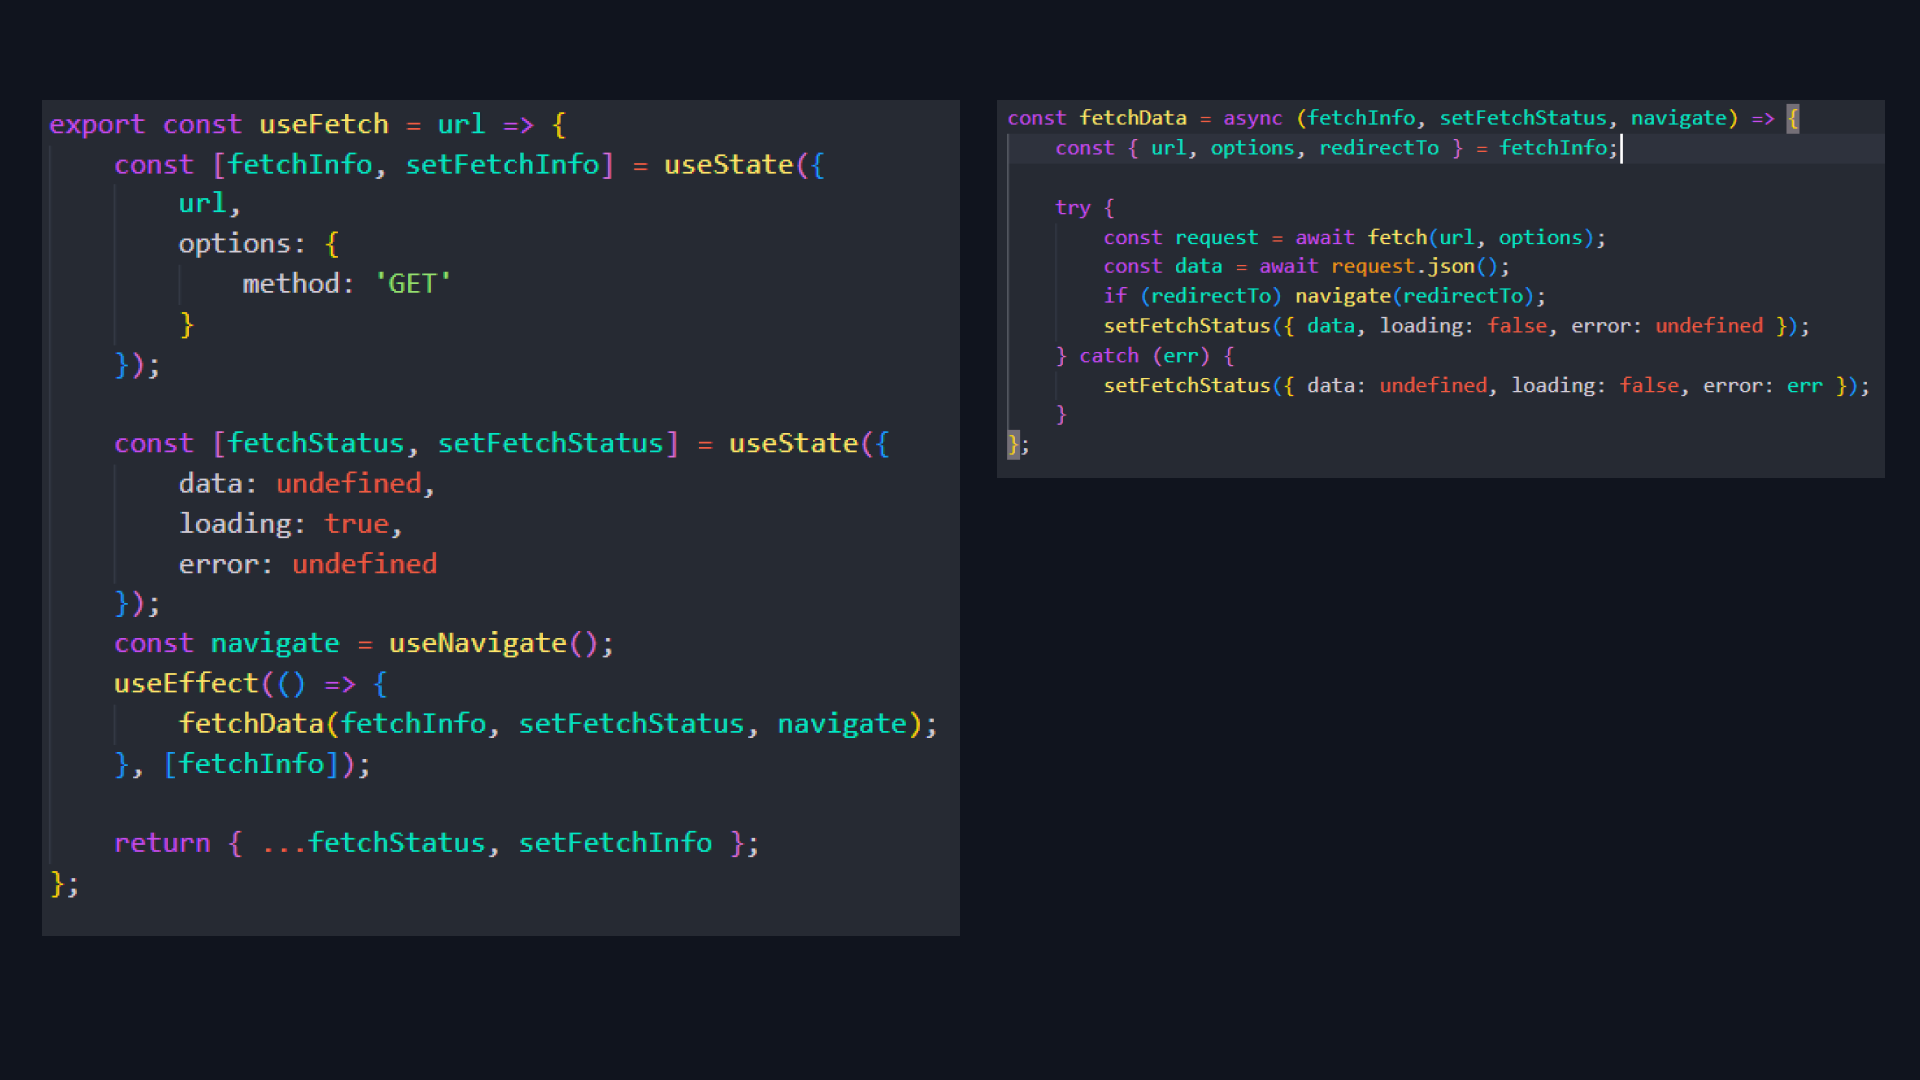 export const useFetch = url => {
    const [fetchInfo, setFetchInfo] = useState({
        url,
        options: {
            method: 'GET'
        }
    });

    const [fetchStatus, setFetchStatus] = useState({
        data: undefined,
        loading: true,
        error: undefined
    });
    const navigate = useNavigate();
    useEffect(() => {
        fetchData(fetchInfo, setFetchStatus, navigate);
    }, [fetchInfo]);

    return { ...fetchStatus, setFetchInfo };
};
const fetchData = async (fetchInfo, setFetchStatus, navigate) => {
    const { url, options, redirectTo } = fetchInfo;

    try {
        const request = await fetch(url, options);
        const data = await request.json();
        if (redirectTo) navigate(redirectTo);
        setFetchStatus({ data, loading: false, error: undefined });
    } catch (err) {
        setFetchStatus({ data: undefined, loading: false, error: err });
    }
};